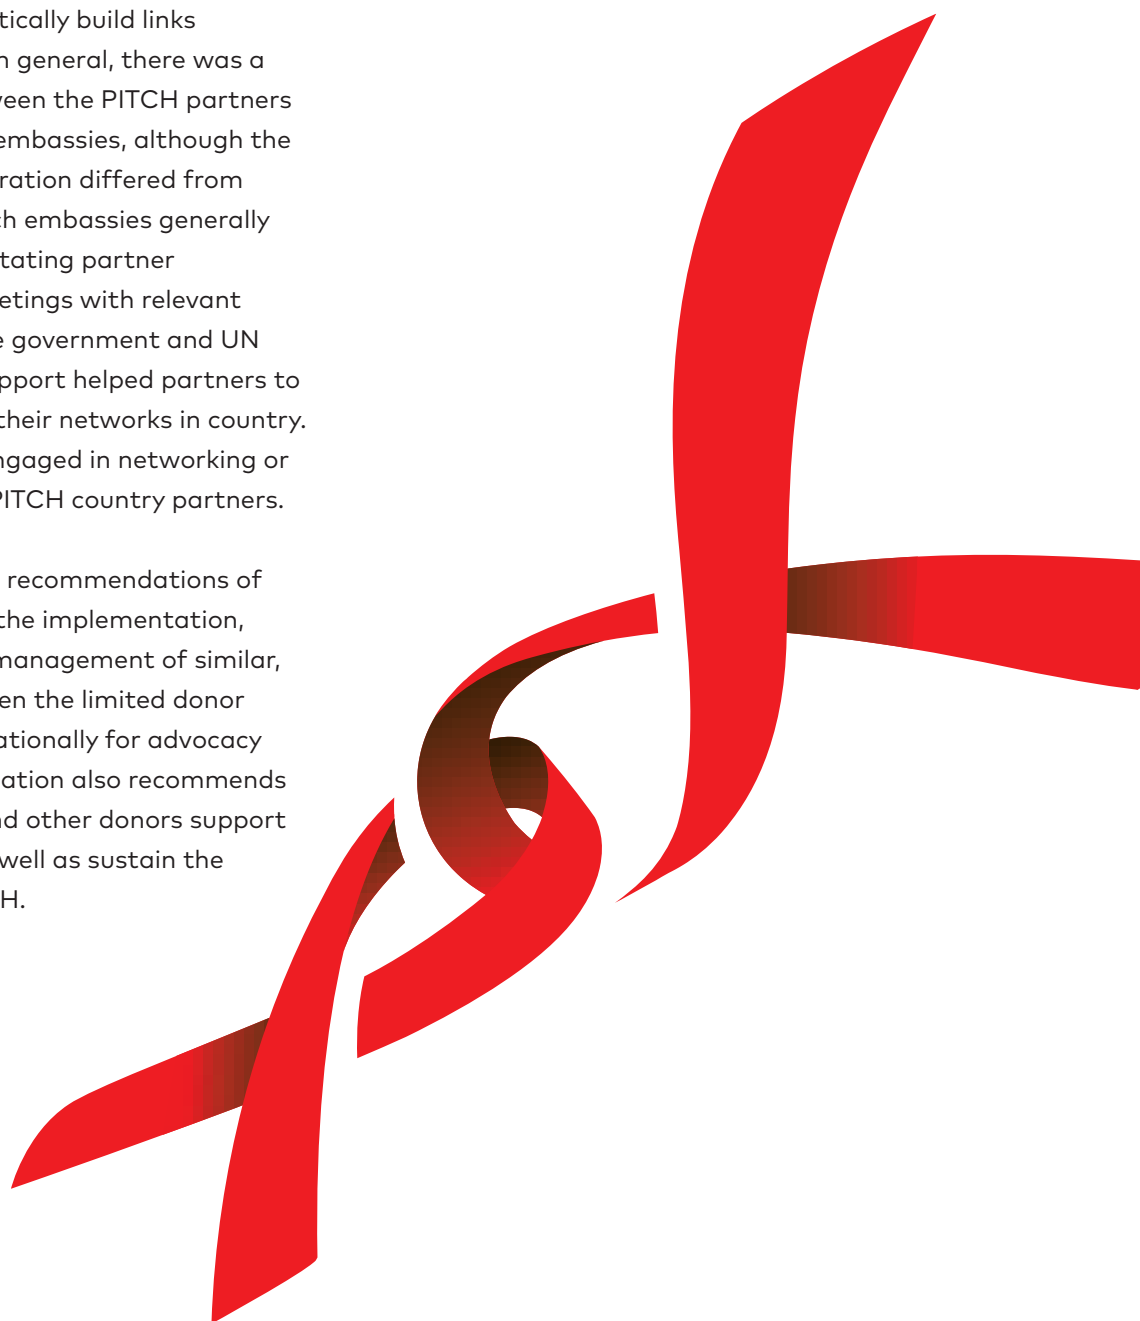 tically build links
n general, there was a
ween the PITCH partners
embassies, although the
ration differed from
ch embassies generally
tating partner
etings with relevant
e government and UN
pport helped partners to
their networks in country.
ngaged in networking or
PITCH country partners.
recommendations of
the implementation,
management of similar,
en the limited donor
ationally for advocacy
ation also recommends
nd other donors support
well as sustain the
H.